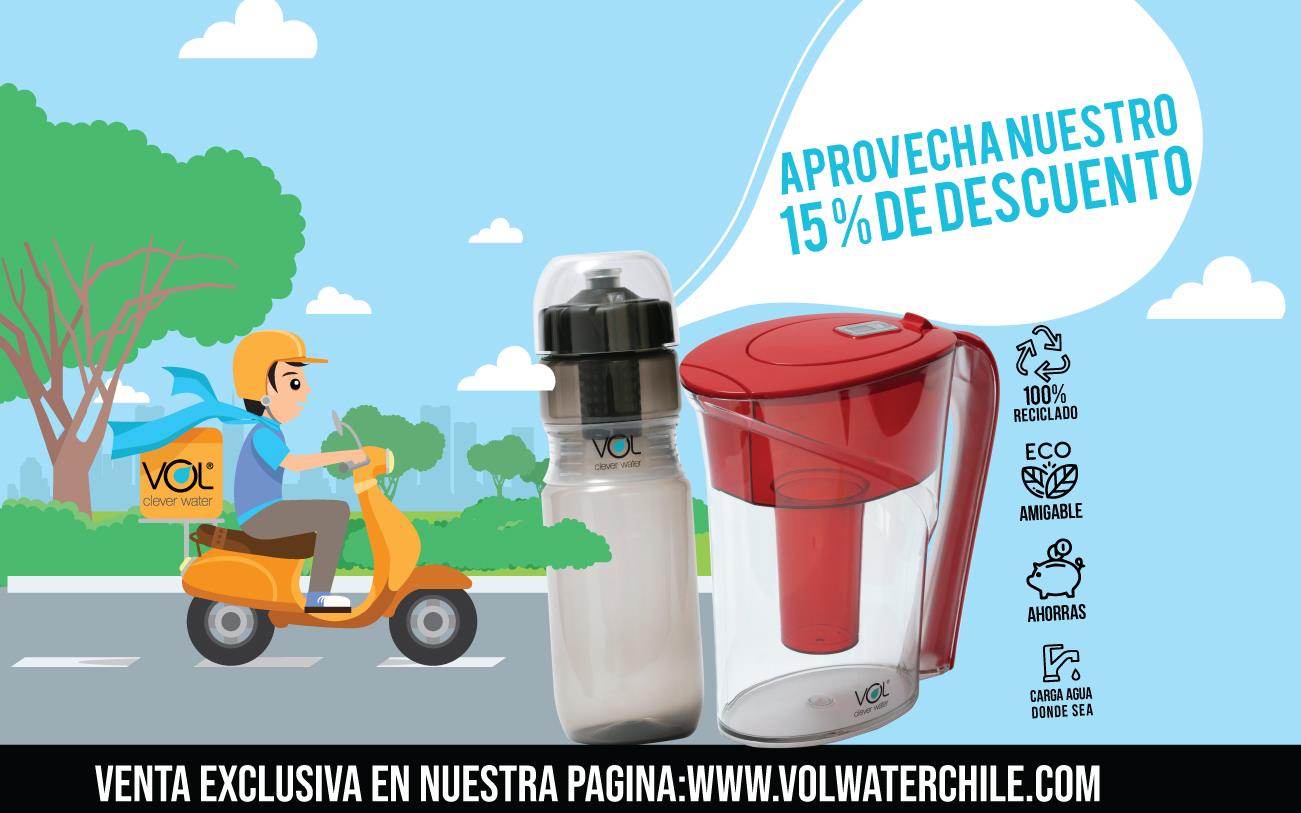 APROVECHA NUESTRO
15% DE DESCUENTO
VOL®
clever water
VOL
clever water
VOL®
clever water
100%
RECICLADO
ECO
AMIGABLE
AHORRAS
CARGA AGUA
DONDE SEA
VENTA EXCLUSIVA EN NUESTRA PAGINA:WWW.VOLWATERCHILE.COM